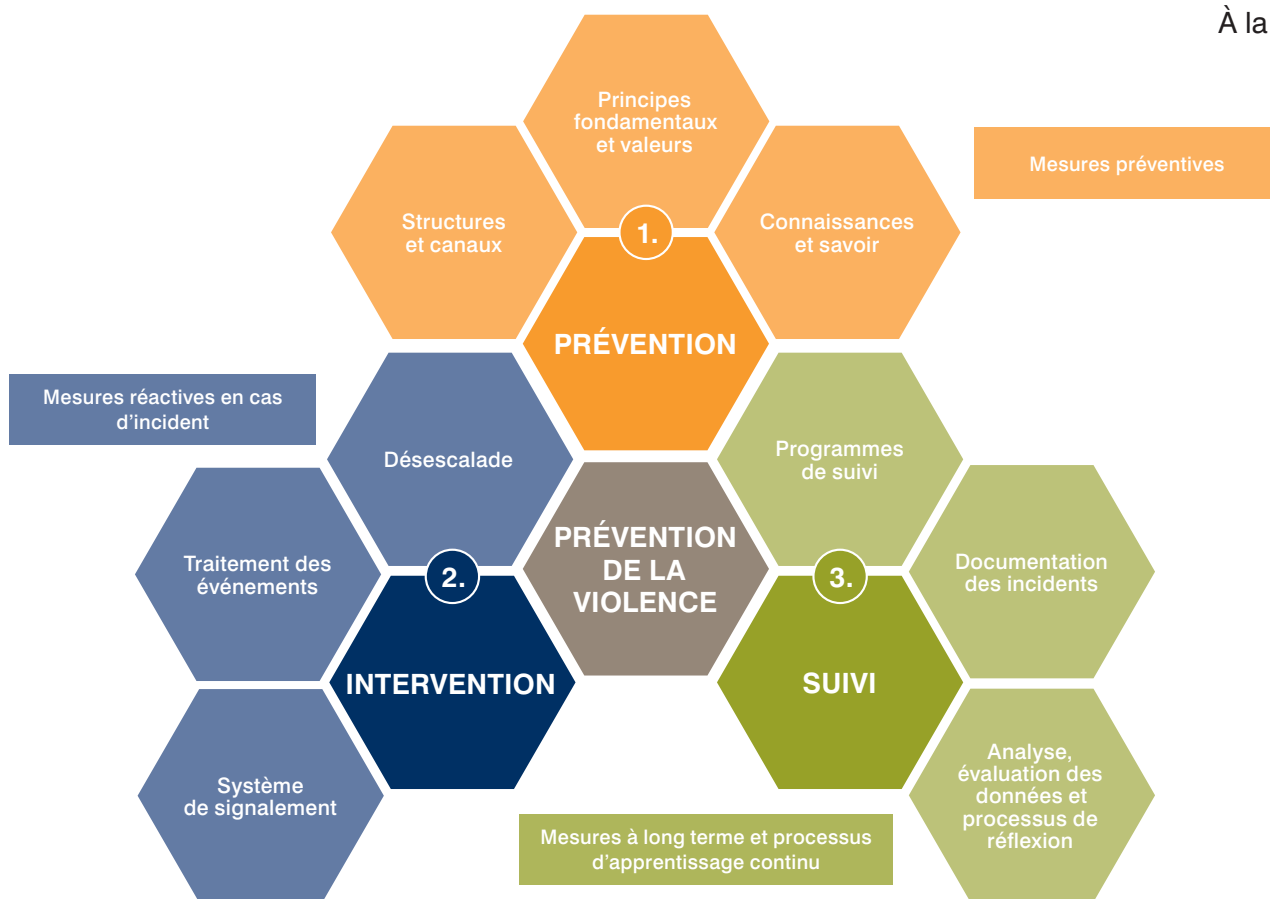 À la
Principes
fondamentaux
et valeurs
Structures
et canaux
1.
Connaissances
et savoir
Mesures préventives
PRÉVENTION
Mesures réactives en cas
d’incident
Désescalade
Programmes
de suivi
Traitement des
événements
2.
PRÉVENTION
DE LA
VIOLENCE
3.
Documentation
des incidents
INTERVENTION
SUIVI
Système
de signalement
Mesures à long terme et processus
d’apprentissage continu
Analyse,
évaluation des
données et
processus de
réflexion